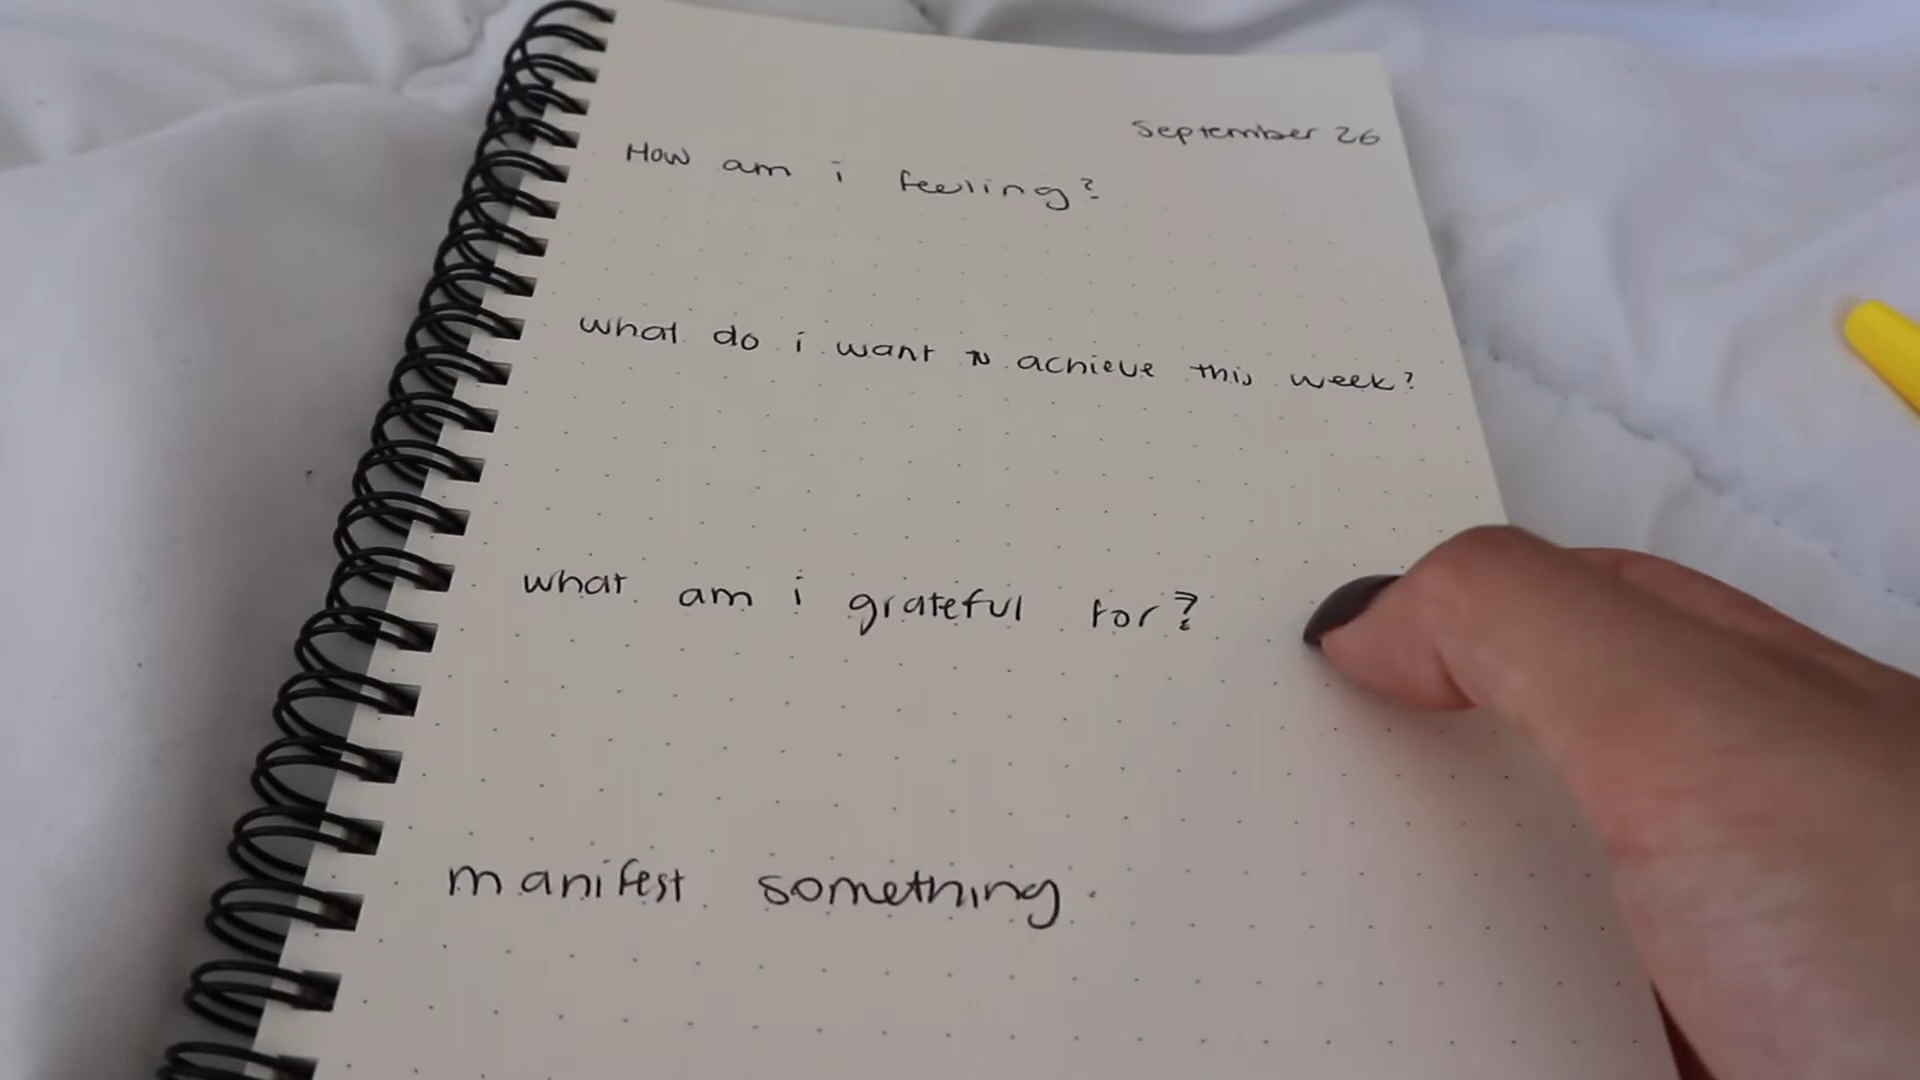 September 26
How am i feeling?
what do i want to achieve this week?
what am i grateful for?
manifest something.